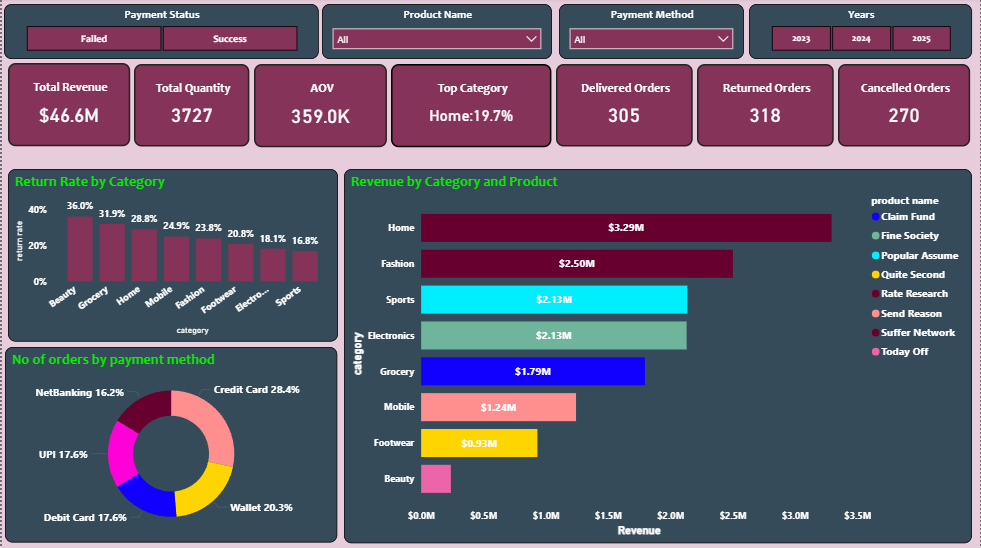 Payment Status
Failed
Success
Product Name
All
Payment Method
All
Years
2023
2024
2025
Total Revenue
$46.6M
Total Quantity
3727
AOV
359.0K
Top Category
Home:19.7%
Delivered Orders
305
Returned Orders
318
Cancelled Orders
270
Return Rate by Category
return rate
40%
20%
0%
36.0%
31.9%
28.8%
24.9%
23.8%
20.8%
18.1%
16.8%
Beauty
Grocery
Home
Mobile
Fashion
Footwear
Electro...
Sports
category
No of orders by payment method
NetBanking 16.2%
Credit Card 28.4%
UPI 17.6%
Debit Card 17.6%
Wallet 20.3%
Revenue by Category and Product
category
Home
$3.29M
Fashion
$2.50M
Sports
$2.13M
Electronics
$2.13M
Grocery
$1.79M
Mobile
$1.24M
Footwear
$0.93M
Beauty
$0.0M
$0.5M
$1.0M
$1.5M
$2.0M
$2.5M
$3.0M
$3.5M
Revenue
product name
Claim Fund
Fine Society
Popular Assume
Quite Second
Rate Research
Send Reason
Suffer Network
Today Off